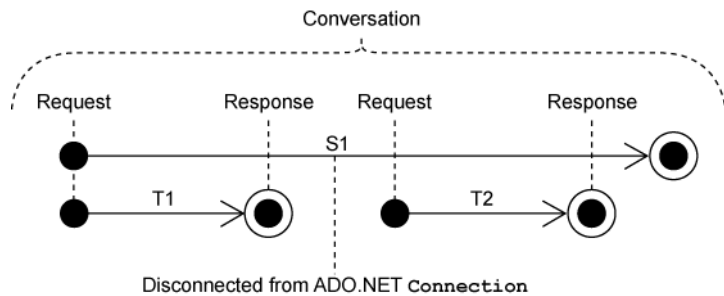 Conversation
Request Response Request Response
S1
T1 T2
Disconnected from ADO.NET Connection